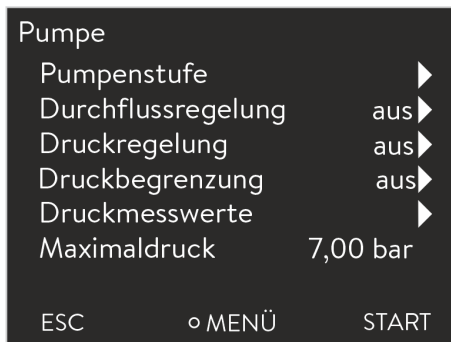 Pumpe
Pumpenstufe
Durchflussregelung aus
Druckregelung aus
Druckbegrenzung aus
Druckmesswerte
Maximaldruck 7,00 bar
ESC ○ MENÜ START